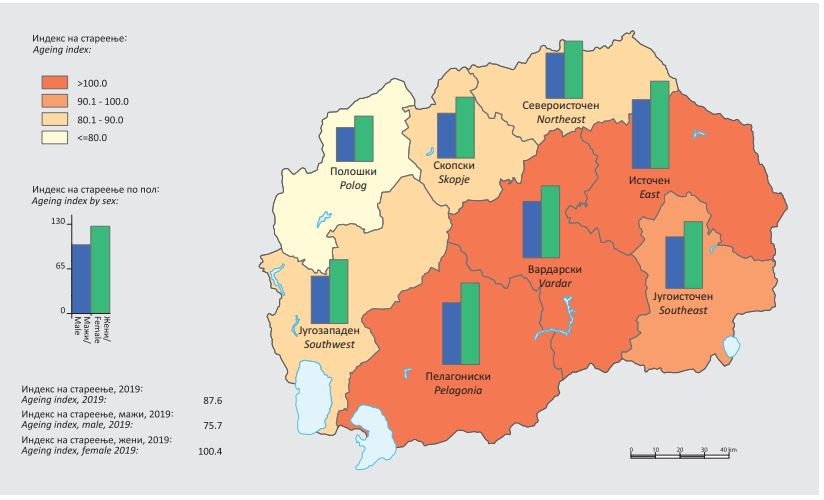 Индекс на стареење:
Ageing index:
>100.0
90.1 - 100.0
80.1 - 90.0
<=80.0
Индекс на стареење по пол:
Ageing index by sex:
130
65
0
Мажи/
Male
Жени/
Female
Индекс на стареење, 2019:
Ageing index, 2019:
87.6
Индекс на стареење, мажи, 2019:
Ageing index, male, 2019:
75.7
Индекс на стареење, жени, 2019:
Ageing index, female 2019:
100.4
Североисточен
Northeast
Полошки
Polog
Скопски
Skopje
Источен
East
Вардарски
Vardar
Југоисточен
Southeast
Југозападен
Southwest
Пелагониски
Pelagonia
0 10 20 30 40 km